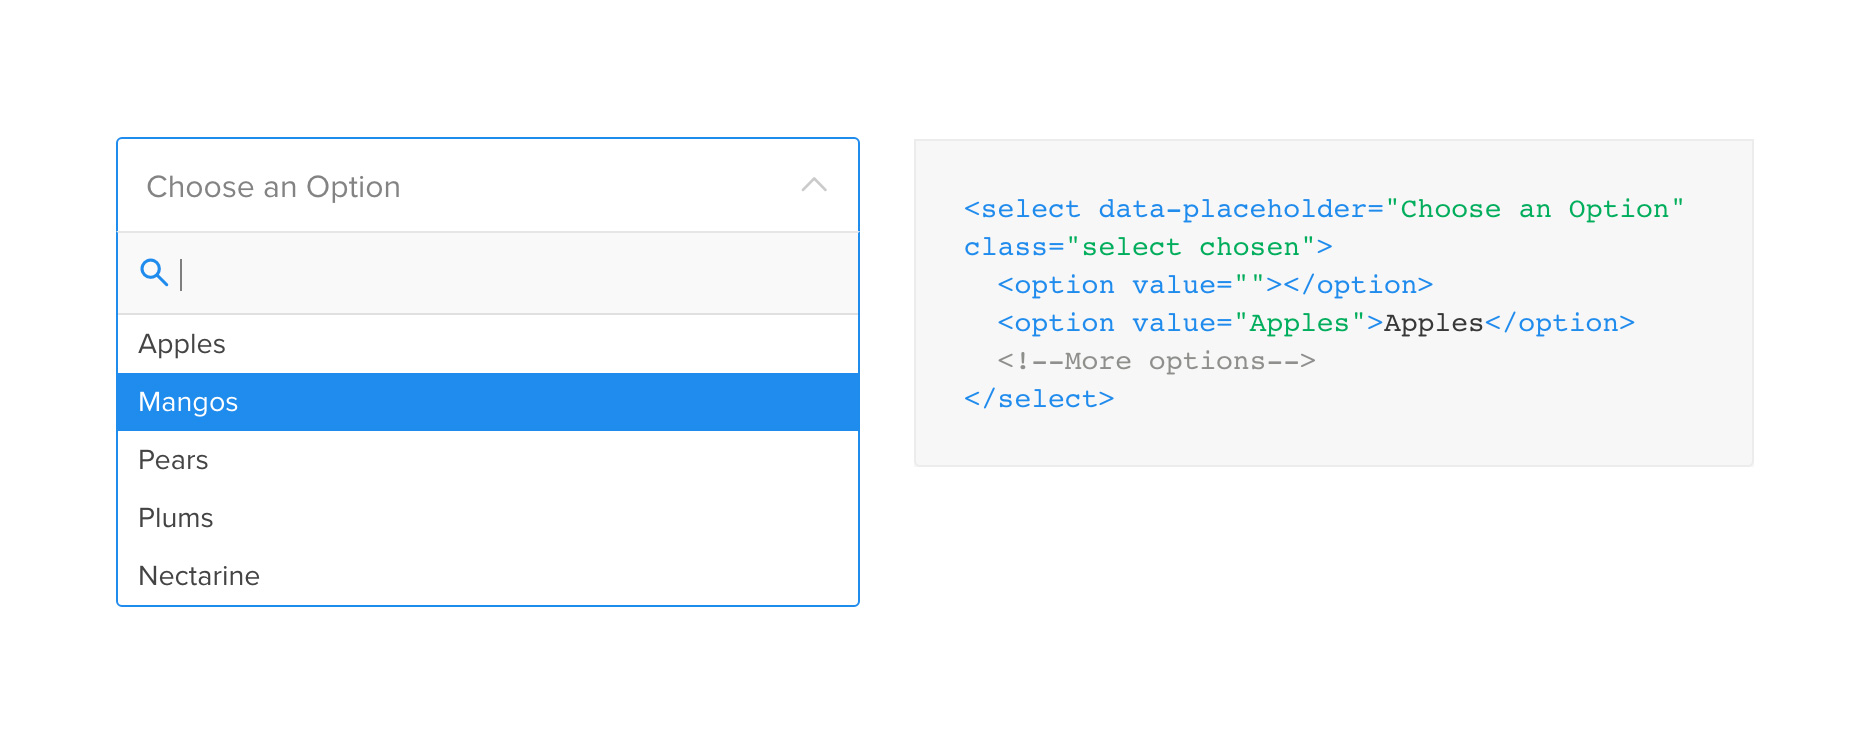 Choose an Option
Apples
Mangos
Pears
Plums
Nectarine
<select data-placeholder="Choose an Option"
class="select chosen">
  <option value=""></option>
  <option value="Apples">Apples</option>
  <!--More options-->
</select>